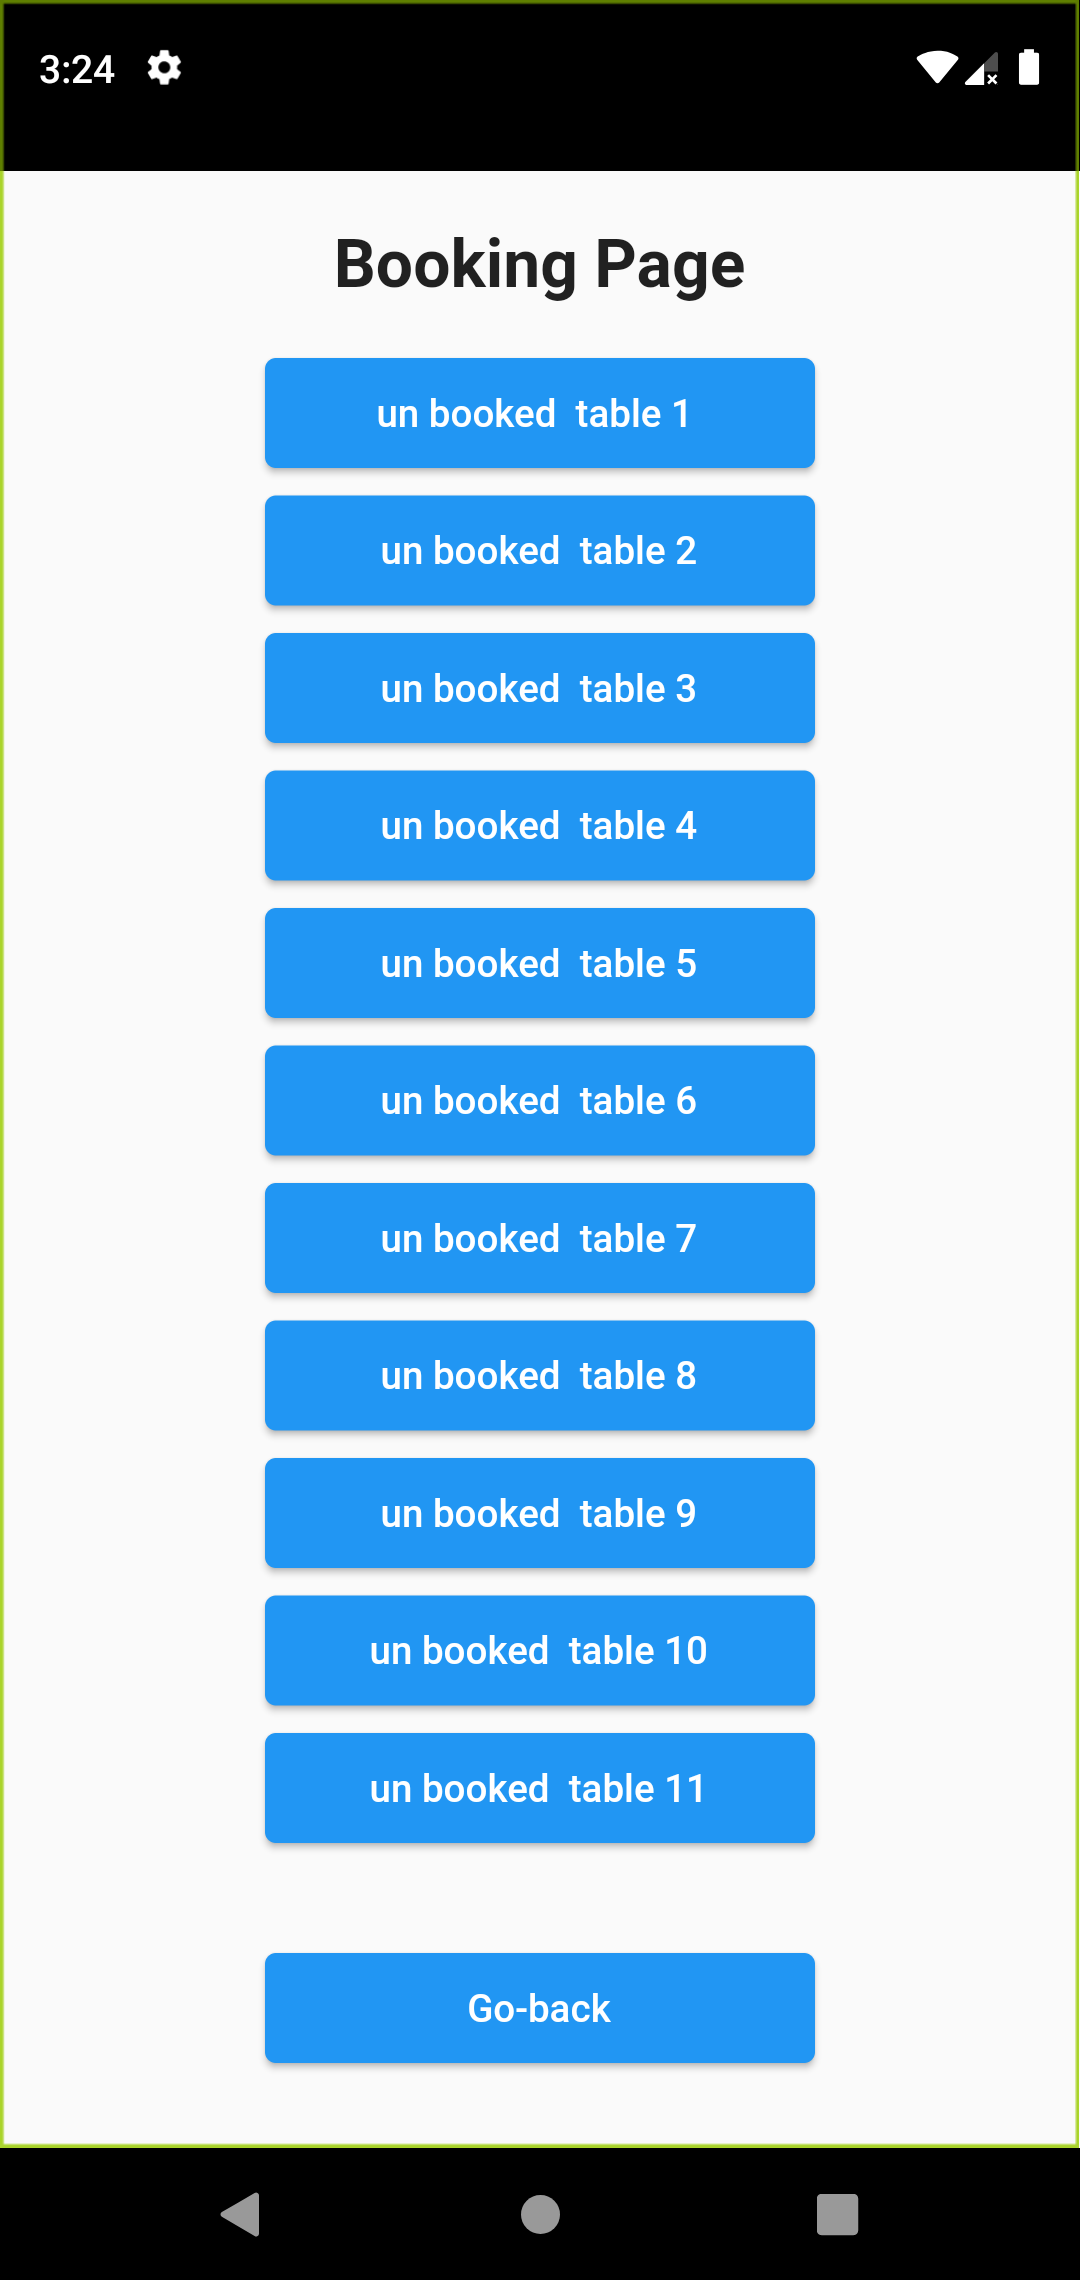 3:24
Booking Page
un booked  table 1
un booked  table 2
un booked  table 3
un booked  table 4
un booked  table 5
un booked  table 6
un booked  table 7
un booked  table 8
un booked  table 9
un booked  table 10
un booked  table 11
Go-back